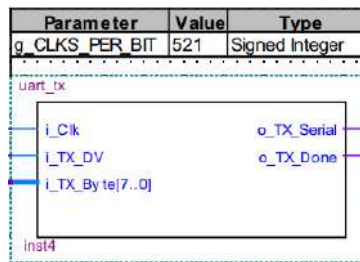 Parameter Value Type
g_CLKS_PER_BIT 521 Signed Integer
uart_tx
i_Clk o_TX_Serial
i_TX_DV o_TX_Done
i_TX_Byte[7..0]
inst4